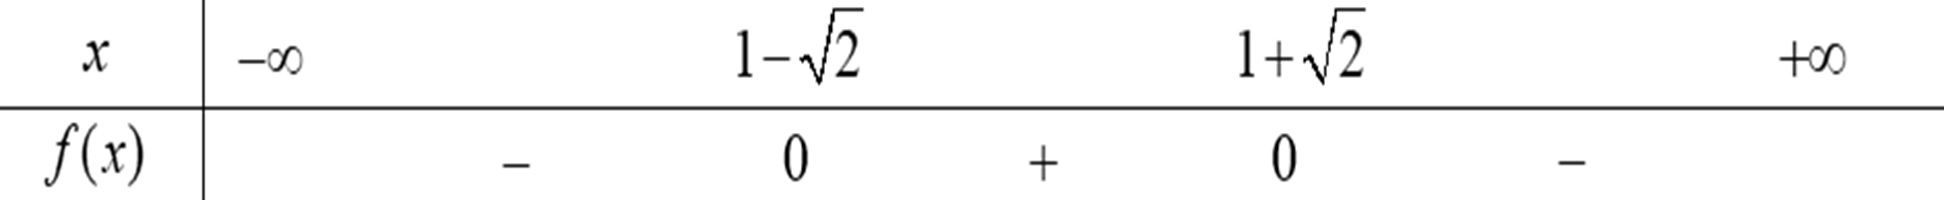 x −∞ 1−√2 1+√2 +∞
f(x) − 0 + 0 −